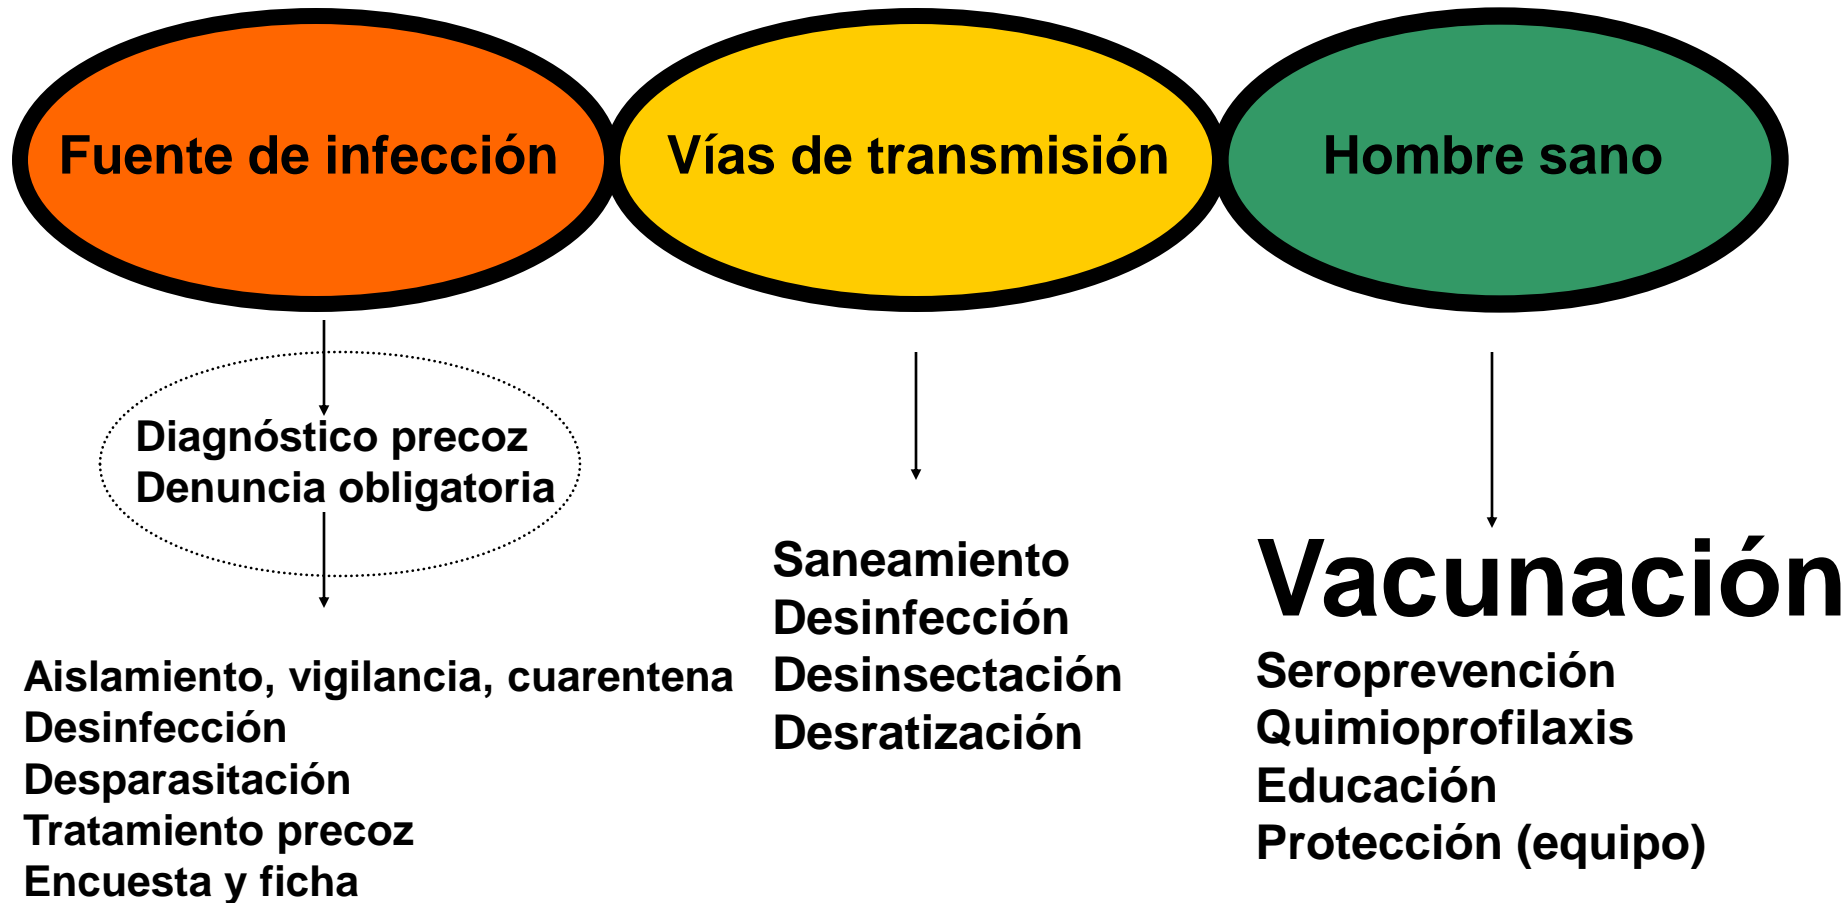 Fuente de infección
Vías de transmisión
Hombre sano
Diagnóstico precoz
Denuncia obligatoria
Aislamiento, vigilancia, cuarentena
Desinfección
Desparasitación
Tratamiento precoz
Encuesta y ficha
Saneamiento
Desinfección
Desinsectación
Desratización
Vacunación
Seroprevención
Quimioprofilaxis
Educación
Protección (equipo)